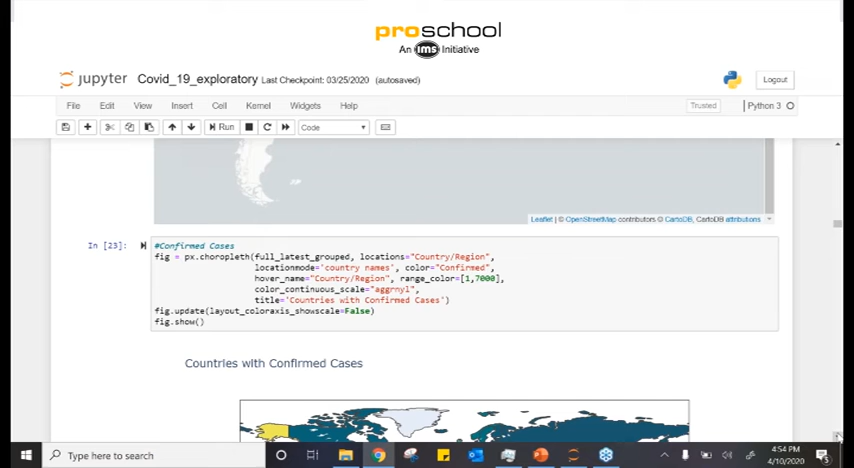 proschool
An ims Initiative
jupyter Covid_19_exploratory Last Checkpoint: 03/25/2020 (autosaved)
Logout
File Edit View Insert Cell Kernel Widgets Help
Trusted
Python 3
Run
Code
Leaflet | © OpenStreetMap contributors © CartoDB, CartoDB attributions
In [23]:
#Confirmed Cases
fig = px.choropleth(full_latest_grouped, locations="Country/Region",
locationmode='country names', color="Confirmed",
hover_name="Country/Region", range_color=[1,7000],
color_continuous_scale="aggrnyl",
title='Countries with Confirmed Cases')
fig.update(layout_coloraxis_showscale=False)
fig.show()
Countries with Confirmed Cases
Type here to search
4:54 PM
4/10/2020
5